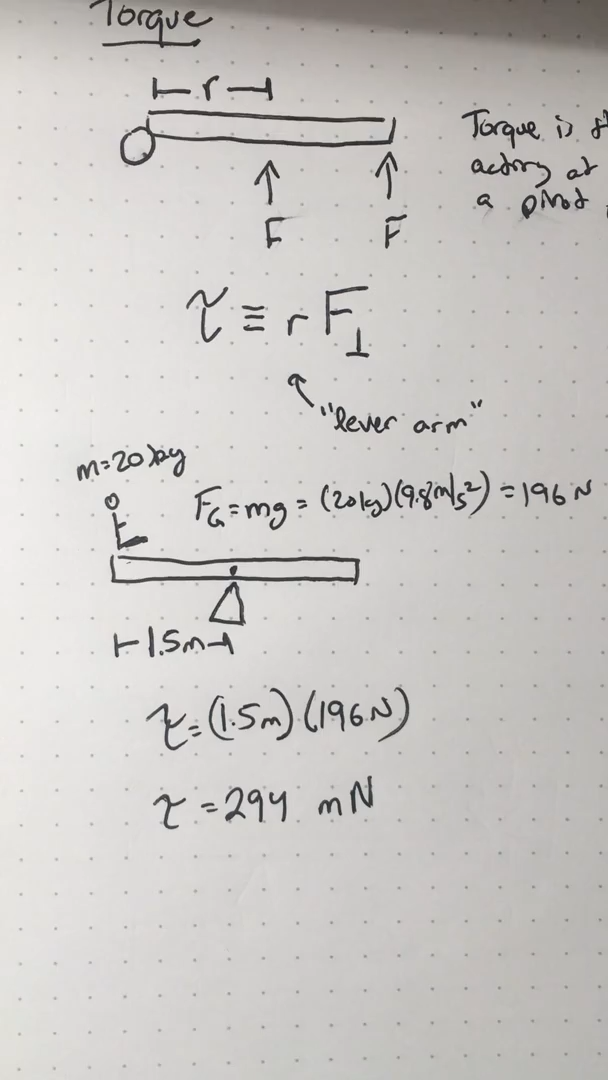 Torque
r
Torque is
acting at
a pivot
F F
τ ≡ r F⊥
"lever arm"
m=20kg
F_G = mg = (20kg)(9.8m/s²) = 196 N
1.5m
τ = (1.5m)(196N)
τ = 294 mN